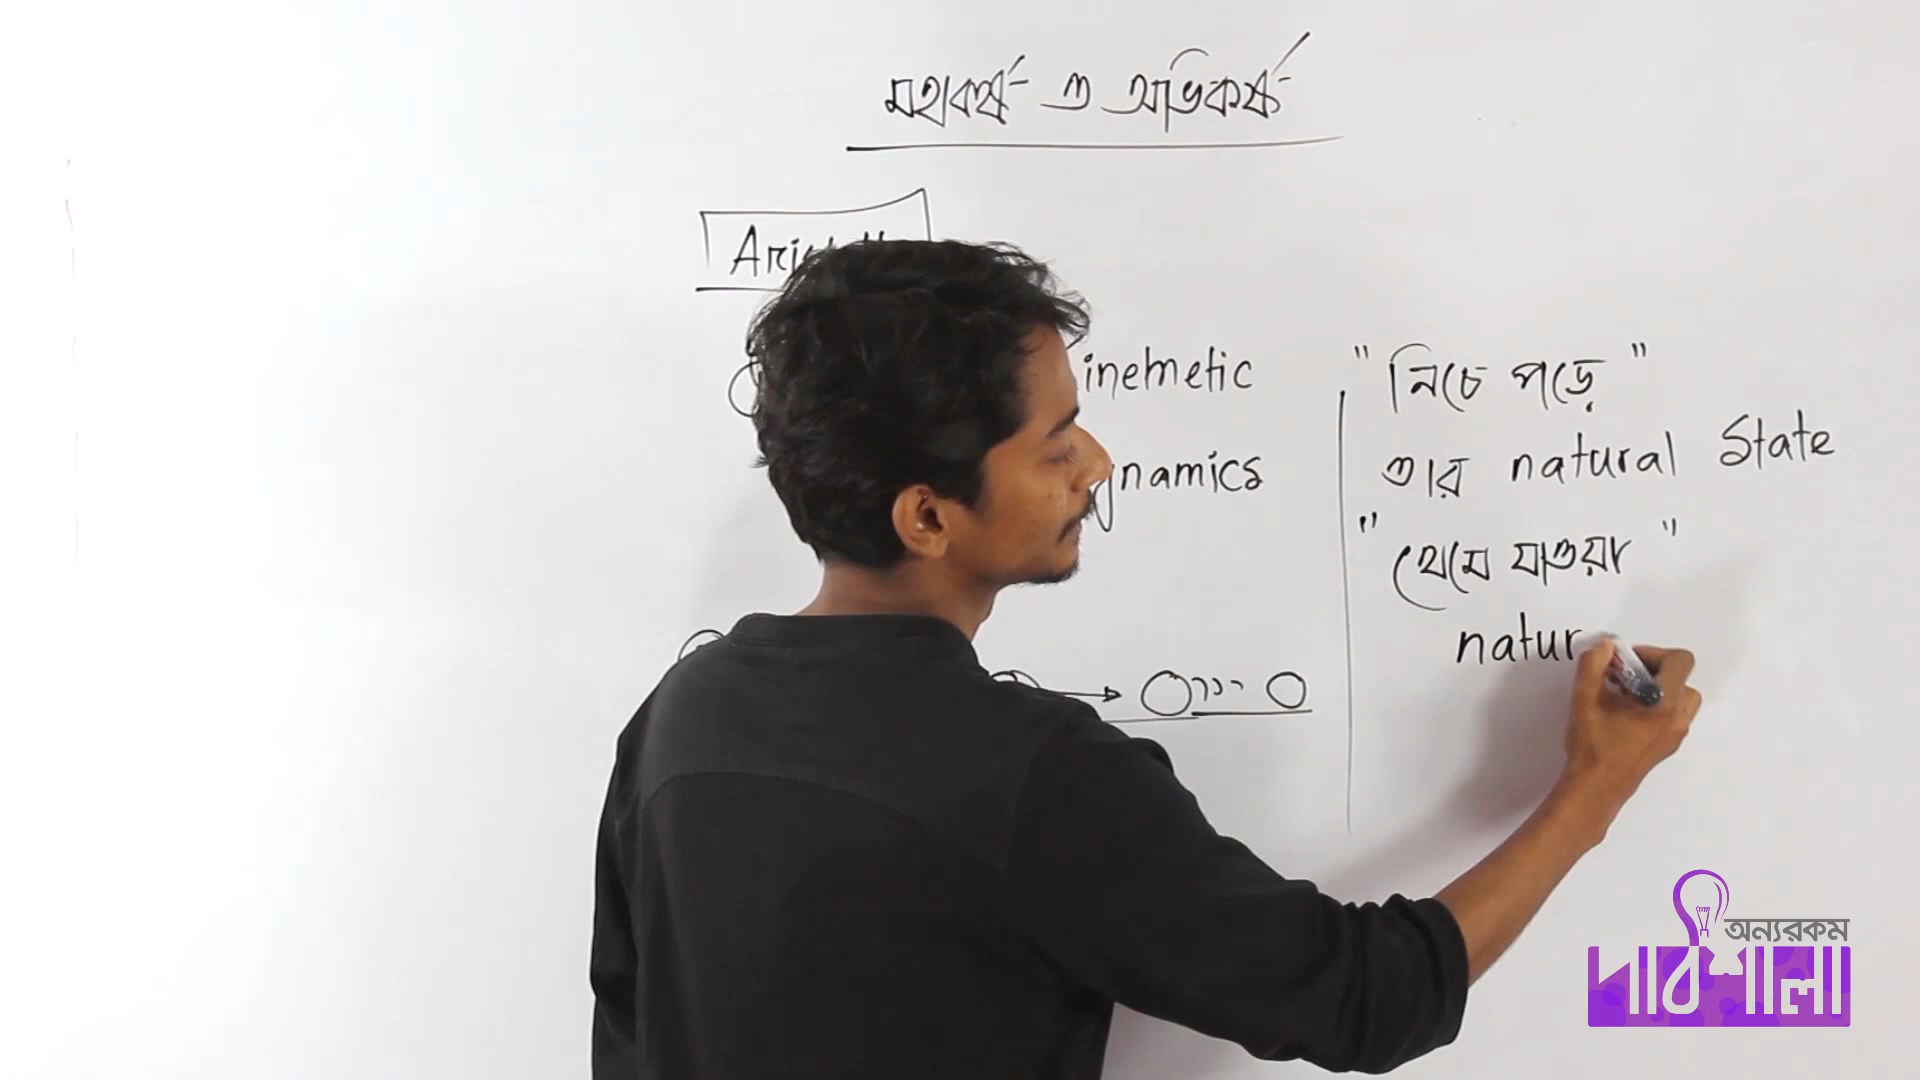 মহাকর্ষ ও অভিকর্ষ
inemetic
namics
" নিচে পড়ে "
তার natural State
" থেমে যাওয়া "
natur
অন্যরকম
পাঠশালা